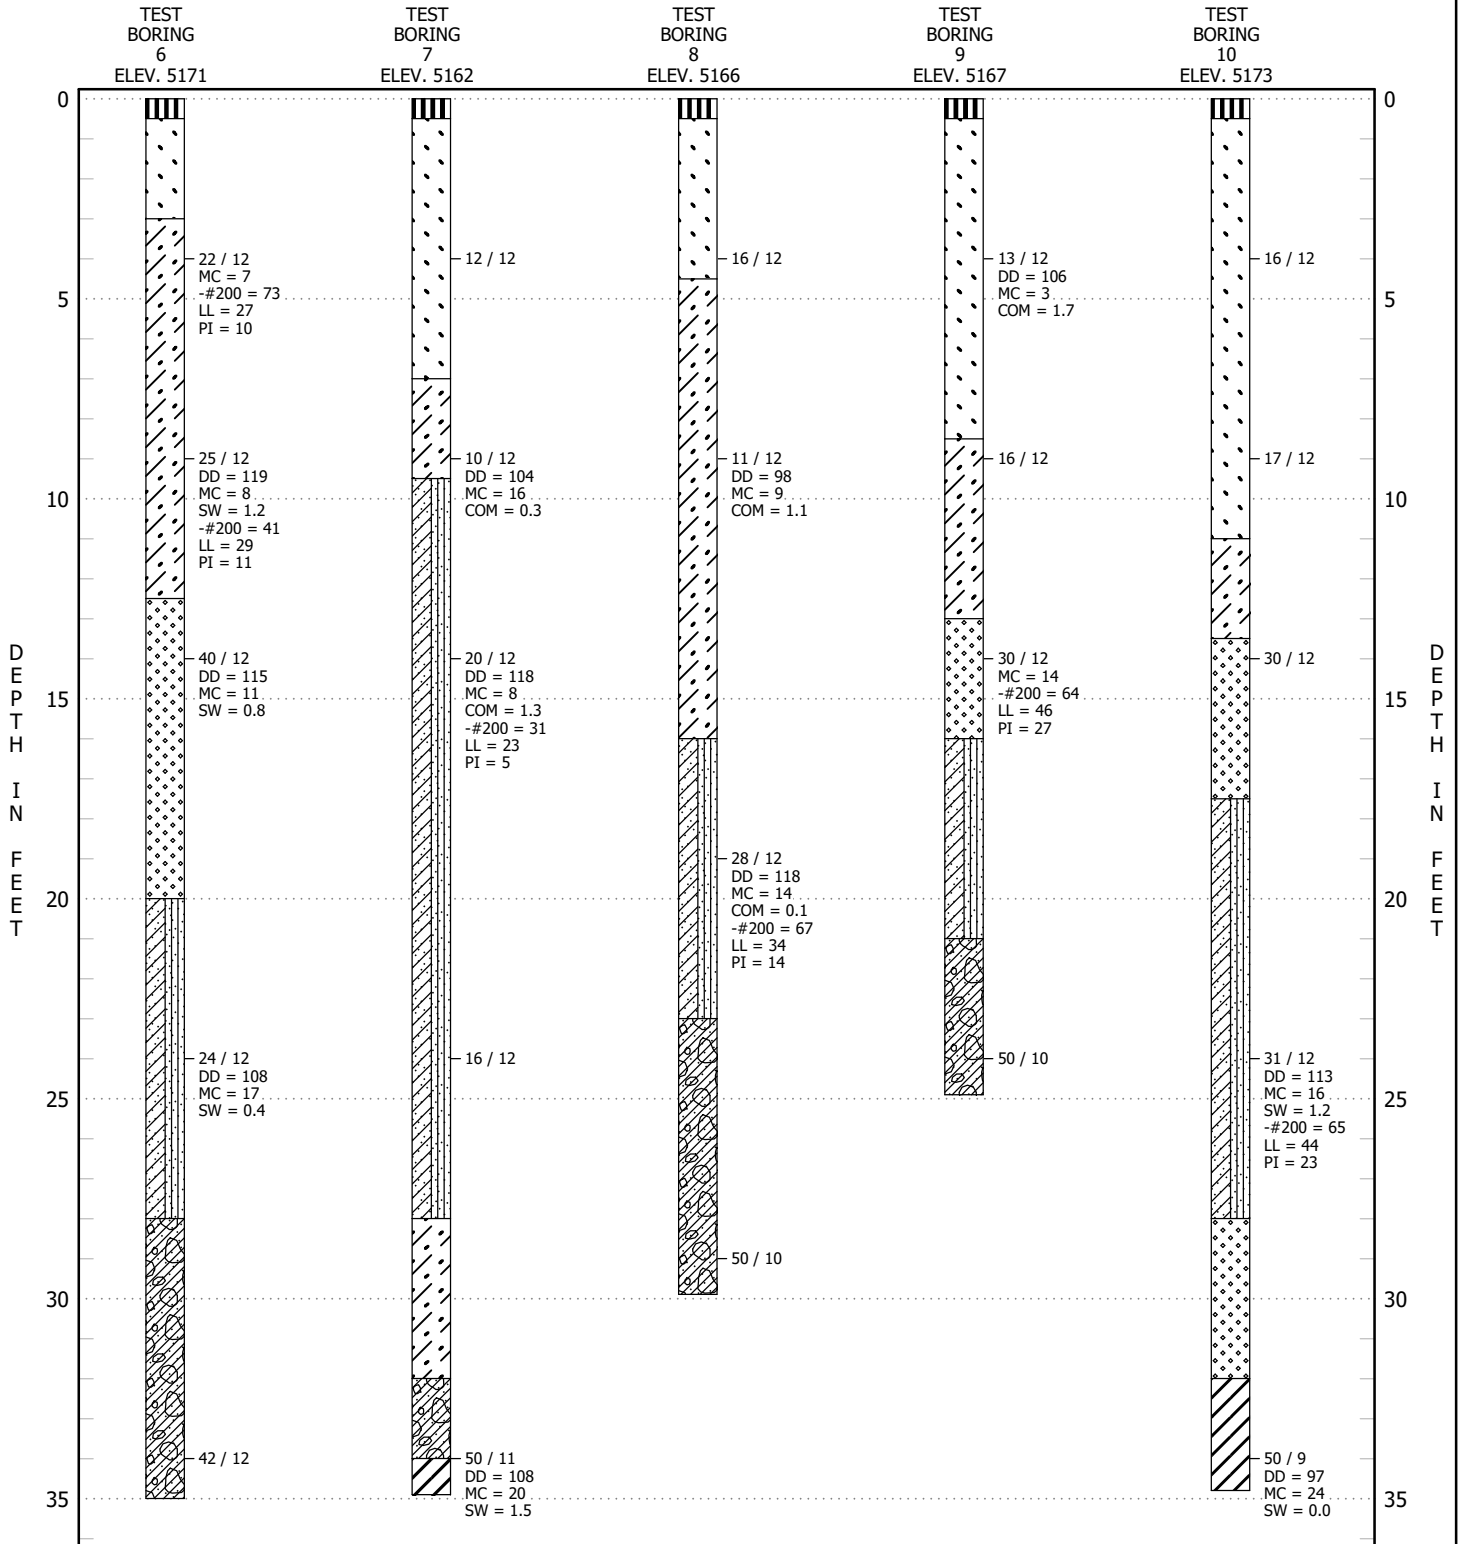 TEST
BORING
6
ELEV. 5171
TEST
BORING
7
ELEV. 5162
TEST
BORING
8
ELEV. 5166
TEST
BORING
9
ELEV. 5167
TEST
BORING
10
ELEV. 5173
DEPTH IN FEET
0
5
10
15
20
25
30
35
22 / 12
MC = 7
-#200 = 73
LL = 27
PI = 10
25 / 12
DD = 119
MC = 8
SW = 1.2
-#200 = 41
LL = 29
PI = 11
40 / 12
DD = 115
MC = 11
SW = 0.8
24 / 12
DD = 108
MC = 17
SW = 0.4
42 / 12
12 / 12
10 / 12
DD = 104
MC = 16
COM = 0.3
20 / 12
DD = 118
MC = 8
COM = 1.3
-#200 = 31
LL = 23
PI = 5
16 / 12
50 / 11
DD = 108
MC = 20
SW = 1.5
16 / 12
11 / 12
DD = 98
MC = 9
COM = 1.1
28 / 12
DD = 118
MC = 14
COM = 0.1
-#200 = 67
LL = 34
PI = 14
50 / 10
13 / 12
DD = 106
MC = 3
COM = 1.7
16 / 12
30 / 12
MC = 14
-#200 = 64
LL = 46
PI = 27
50 / 10
16 / 12
17 / 12
30 / 12
31 / 12
DD = 113
MC = 16
SW = 1.2
-#200 = 65
LL = 44
PI = 23
50 / 9
DD = 97
MC = 24
SW = 0.0
0
5
10
15
20
25
30
35
DEPTH IN FEET